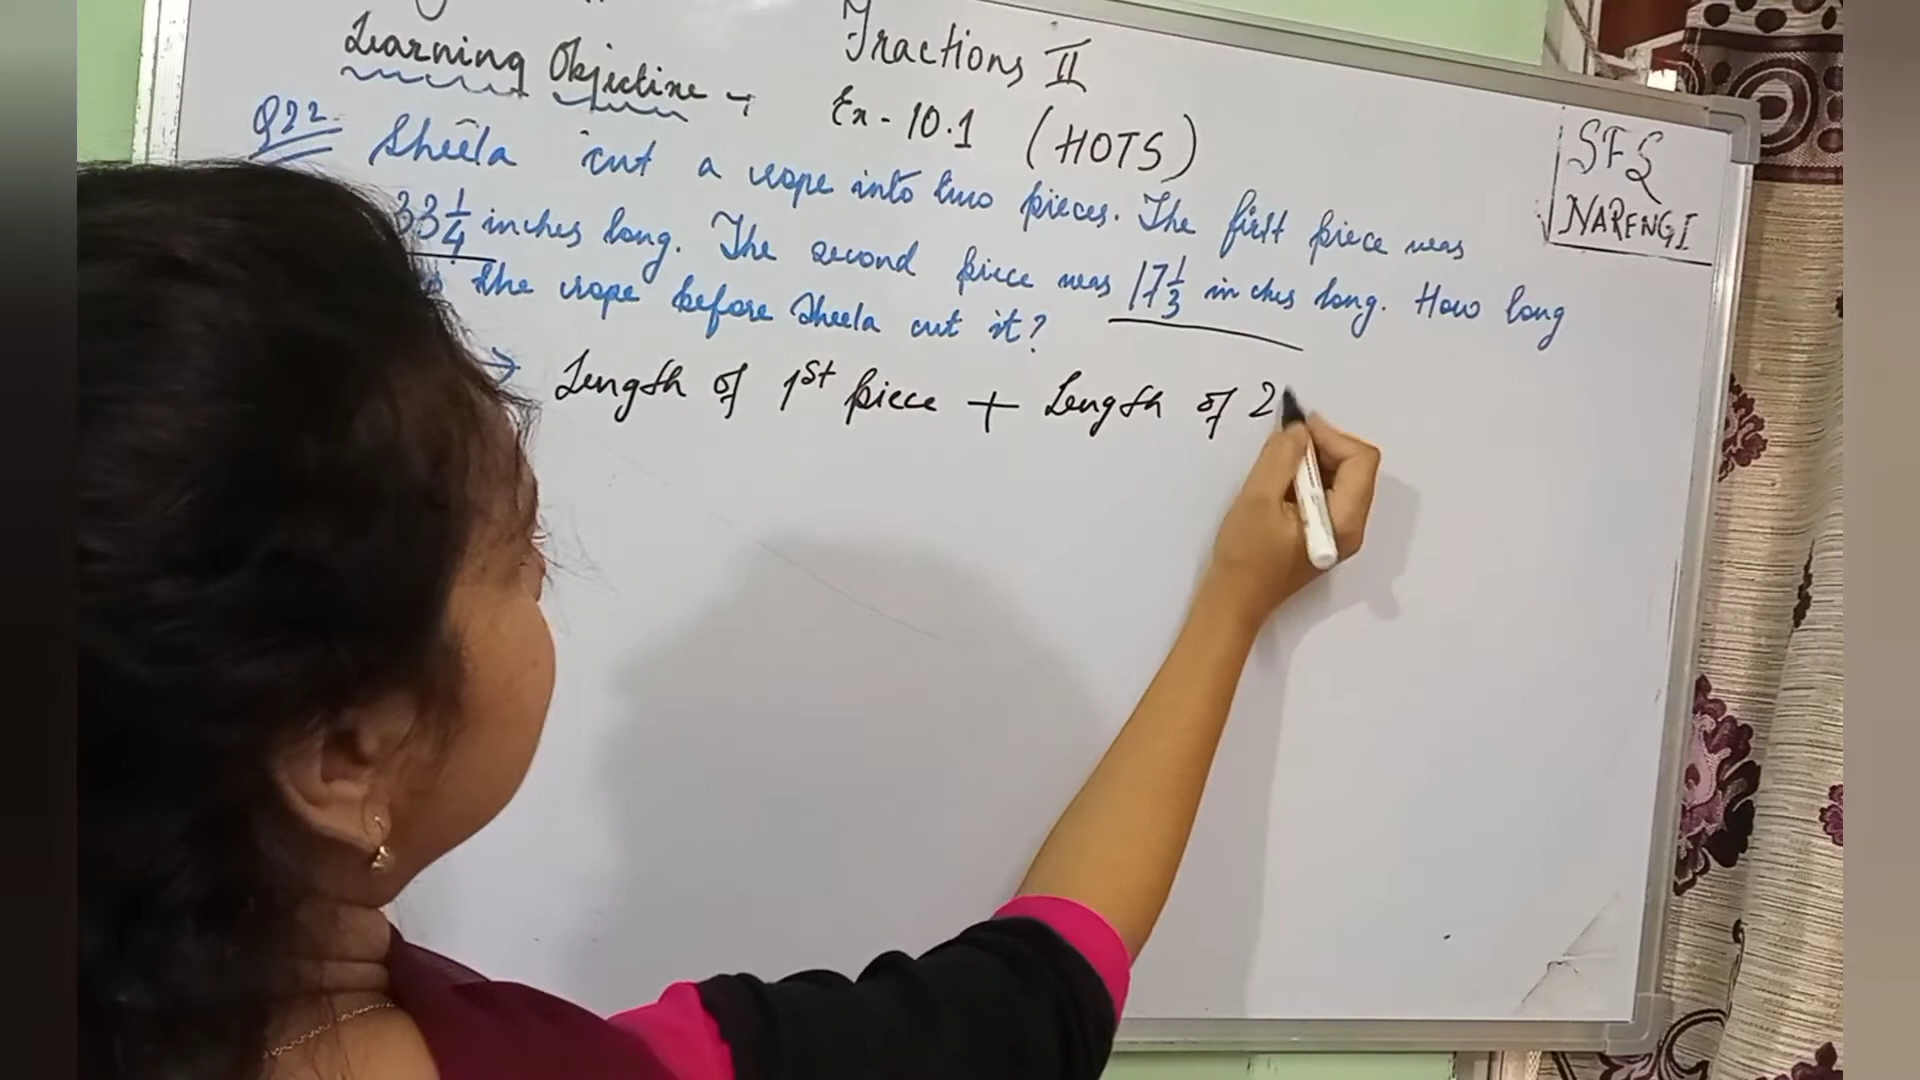 Fractions II
Learning Objective →
Ex-10.1 (HOTS)
SFS
NARENGI
Q22. Sheela cut a rope into two pieces. The first piece was
33 1/4 inches long. The second piece was 17 1/3 inches long. How long
the rope before Sheela cut it?
→ Length of 1st piece + Length of 2